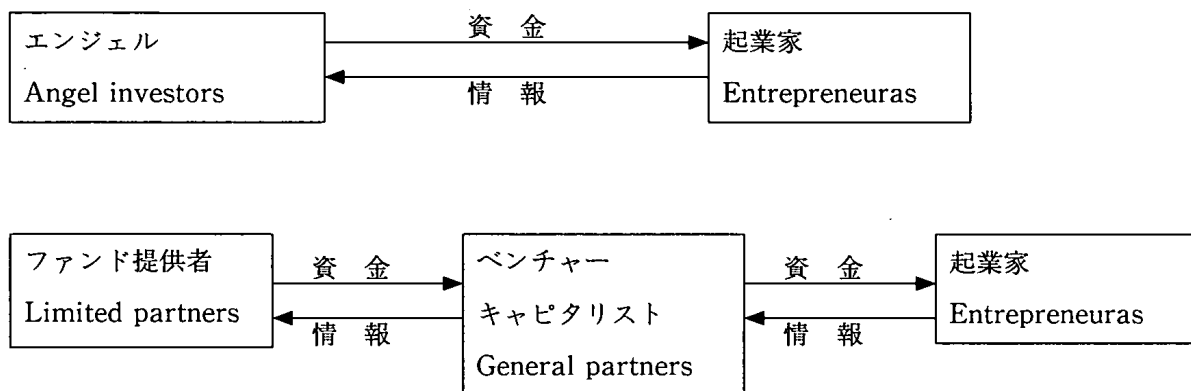 エンジェル
Angel investors
資 金
情 報
起業家
Entrepreneuras
ファンド提供者
Limited partners
資 金
情 報
ベンチャー
キャピタリスト
General partners
資 金
情 報
起業家
Entrepreneuras